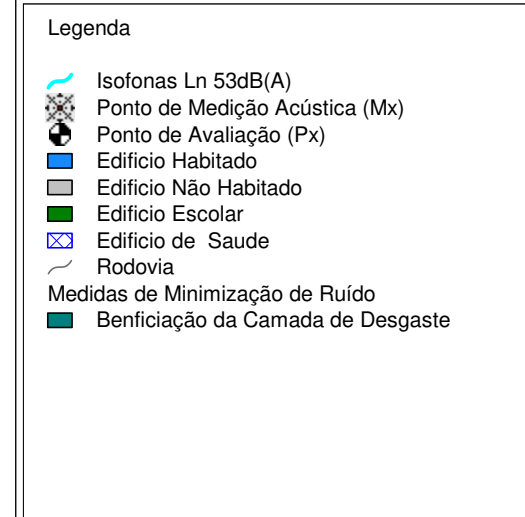 Legenda
Isofonas Ln 53dB(A)
Ponto de Medição Acústica (Mx)
Ponto de Avaliação (Px)
Edificio Habitado
Edificio Não Habitado
Edificio Escolar
Edificio de Saude
Rodovia
Medidas de Minimização de Ruído
Benficiação da Camada de Desgaste